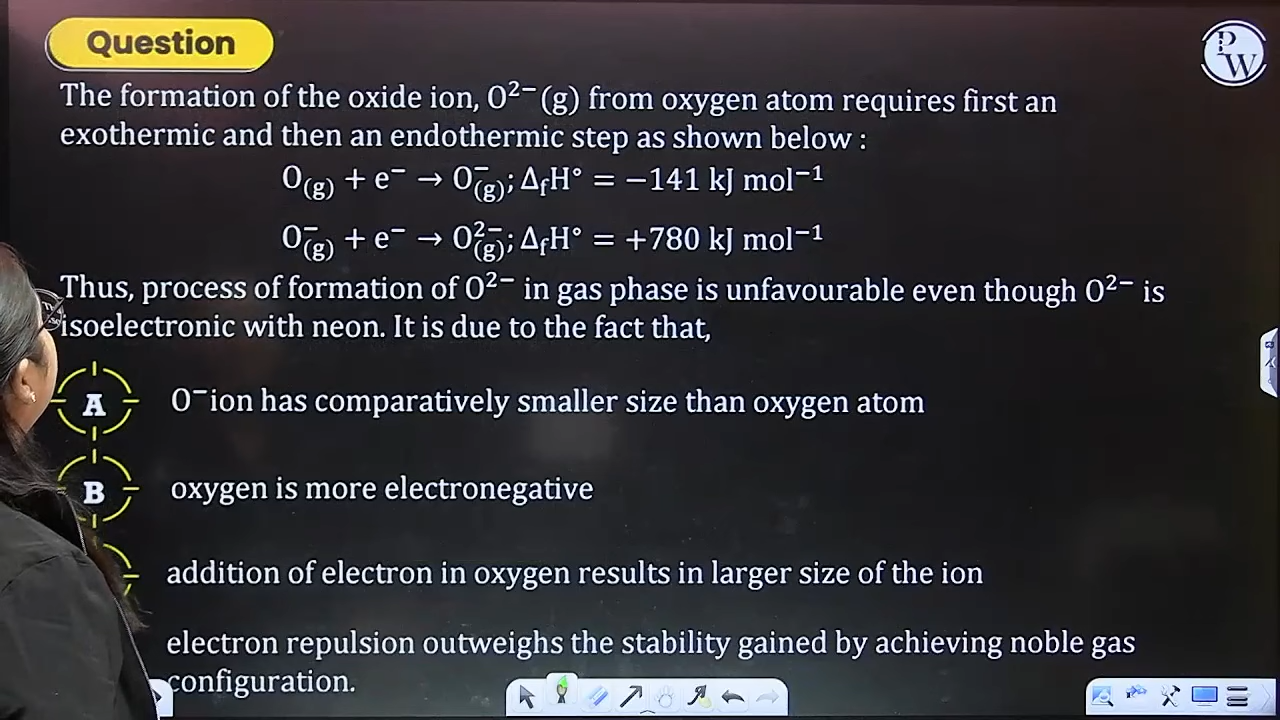 Question
PW
The formation of the oxide ion, O²⁻(g) from oxygen atom requires first an
exothermic and then an endothermic step as shown below :
O(g) + e⁻ → O⁻(g); ΔfH° = −141 kJ mol⁻¹
O⁻(g) + e⁻ → O²⁻(g); ΔfH° = +780 kJ mol⁻¹
Thus, process of formation of O²⁻ in gas phase is unfavourable even though O²⁻ is
isoelectronic with neon. It is due to the fact that,
A O⁻ion has comparatively smaller size than oxygen atom
B oxygen is more electronegative
addition of electron in oxygen results in larger size of the ion
electron repulsion outweighs the stability gained by achieving noble gas
configuration.